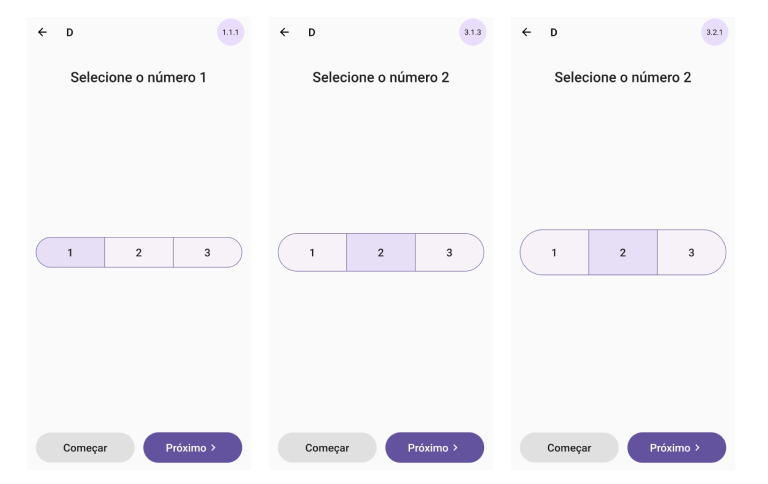 ← D 1.1.1
Selecione o número 1
1 2 3
Começar Próximo >
← D 3.1.3
Selecione o número 2
1 2 3
Começar Próximo >
← D 3.2.1
Selecione o número 2
1 2 3
Começar Próximo >